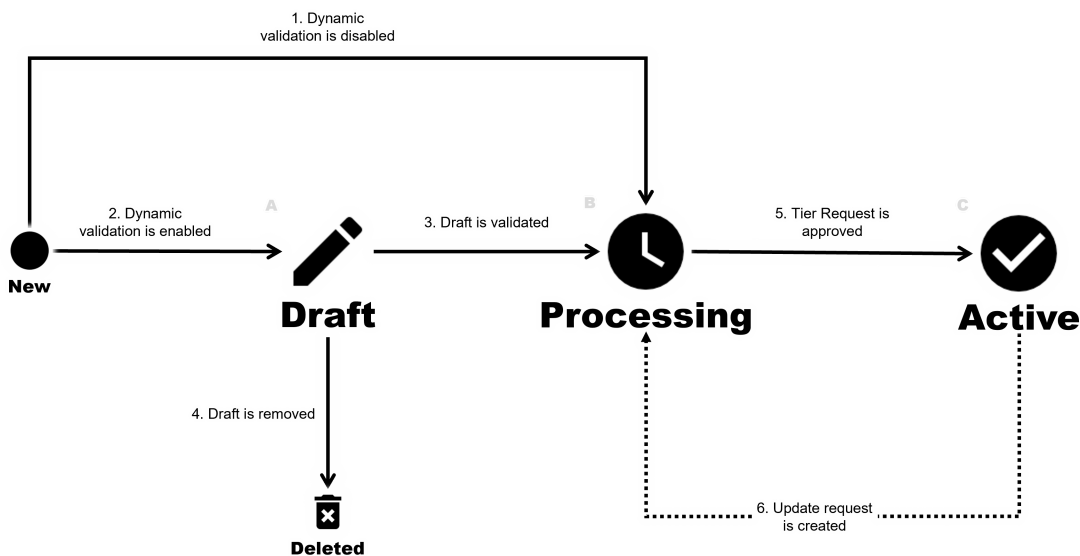 1. Dynamic
validation is disabled
2. Dynamic
validation is enabled
A
3. Draft is validated
B
5. Tier Request is
approved
C
New
Draft
Processing
Active
4. Draft is removed
6. Update request
is created
Deleted